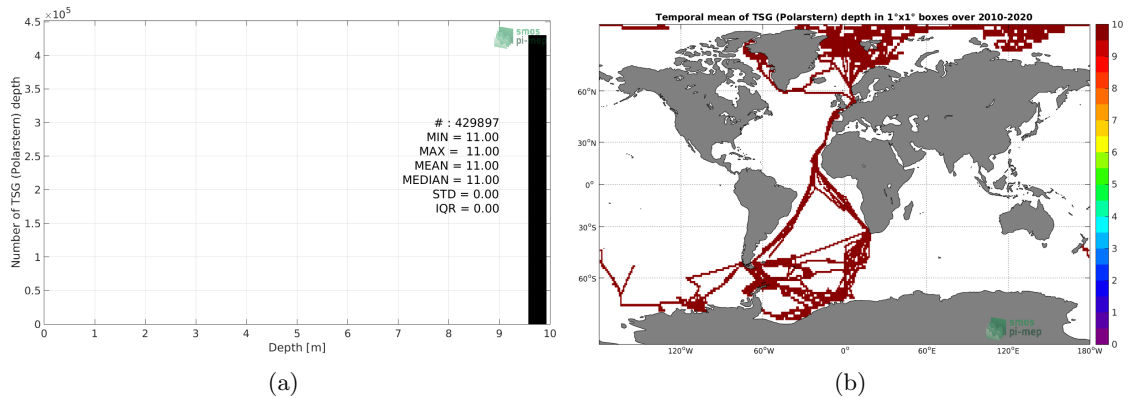 ×10⁵
4.5
4
3.5
3
2.5
2
1.5
1
0.5
0
Number of TSG (Polarstern) depth
smos
pi-mep
# : 429897
MIN = 11.00
MAX = 11.00
MEAN = 11.00
MEDIAN = 11.00
STD = 0.00
IQR = 0.00
0 1 2 3 4 5 6 7 8 9 10
Depth [m]
(a)
Temporal mean of TSG (Polarstern) depth in 1°x1° boxes over 2010-2020
60°N
30°N
0°
30°S
60°S
120°W 60°W 0° 60°E 120°E 180°W
smos
pi-mep
10
9
8
7
6
5
4
3
2
1
0
(b)